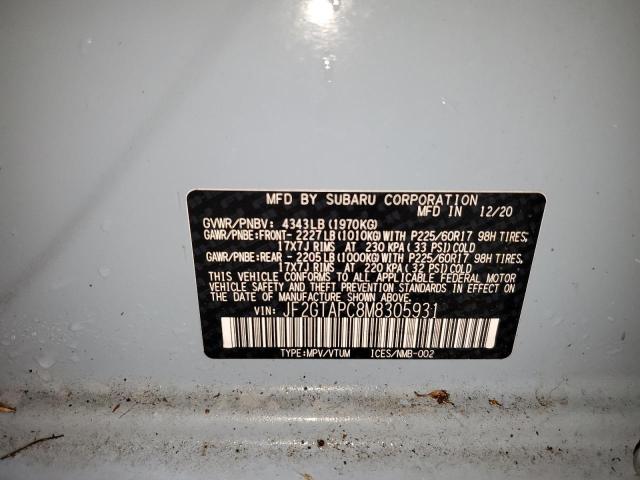 MFD BY SUBARU CORPORATION
MFD IN 12/20
GVWR/PNBV: 4343LB (1970KG)
GAWR/PNBE:FRONT- 2227LB (1010KG) WITH P225/60R17 98H TIRES,
17X7J RIMS AT 230 KPA (33 PSI) COLD
GAWR/PNBE:REAR - 2205LB (1000KG) WITH P225/60R17 98H TIRES,
17X7J RIMS AT 220 KPA (32 PSI) COLD
THIS VEHICLE CONFORMS TO ALL APPLICABLE FEDERAL MOTOR
VEHICLE SAFETY AND THEFT PREVENTION STANDARDS IN EFFECT
ON THE DATE OF MANUFACTURE SHOWN ABOVE.
VIN: JF2GTAPC8M8305931
TYPE:MPV/VTUM ICES/NMB-002